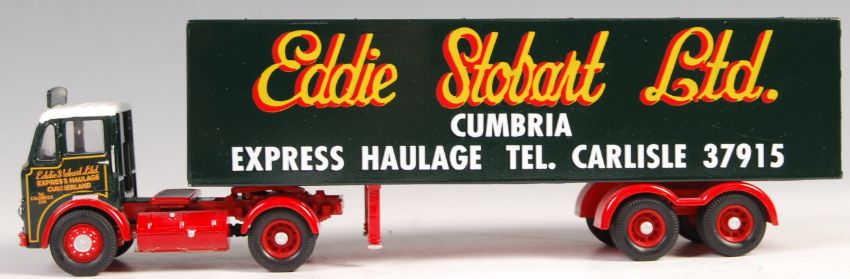 Eddie Stobart Ltd.
CUMBRIA
EXPRESS HAULAGE TEL. CARLISLE 37915
Eddie Stobart Ltd.
EXPRESS HAULAGE
CUMBERLAND